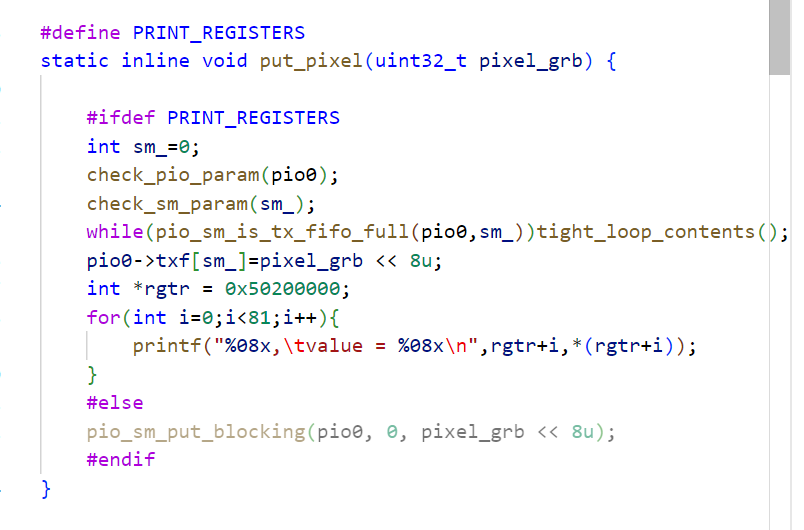 #define PRINT_REGISTERS
static inline void put_pixel(uint32_t pixel_grb) {
#ifdef PRINT_REGISTERS
int sm_=0;
check_pio_param(pio0);
check_sm_param(sm_);
while(pio_sm_is_tx_fifo_full(pio0,sm_))tight_loop_contents();
pio0->txf[sm_]=pixel_grb << 8u;
int *rgtr = 0x50200000;
for(int i=0;i<81;i++){
printf("%08x,\tvalue = %08x\n",rgtr+i,*(rgtr+i));
}
#else
pio_sm_put_blocking(pio0, 0, pixel_grb << 8u);
#endif
}